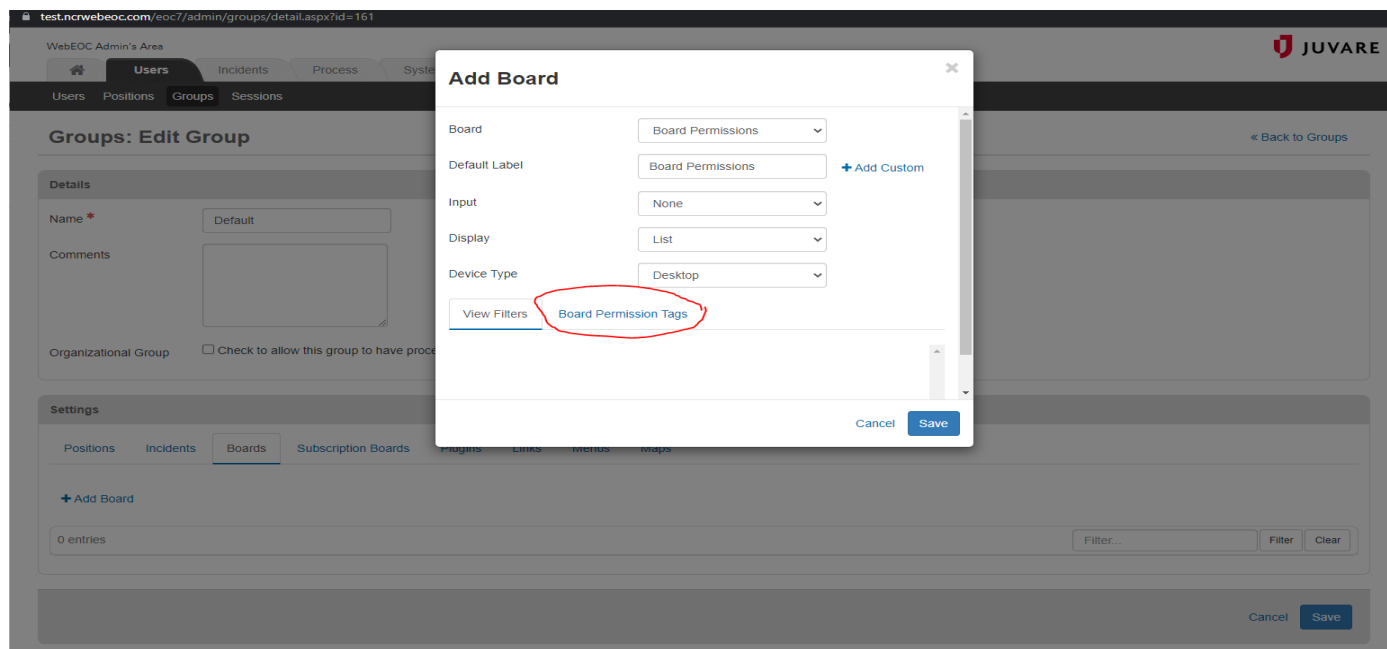 test.ncrwebeoc.com/eoc7/admin/groups/detail.aspx?id=161
WebEOC Admin's Area
JUVARE
Users Incidents Process Syste
Users Positions Groups Sessions
Groups: Edit Group
« Back to Groups
Details
Name *
Default
Comments
Organizational Group
Check to allow this group to have proce
Add Board
×
Board
Board Permissions
Default Label
Board Permissions
+ Add Custom
Input
None
Display
List
Device Type
Desktop
View Filters Board Permission Tags
Cancel Save
Settings
Positions Incidents Boards Subscription Boards Plugins Links Menus Maps
+ Add Board
0 entries
Filter... Filter Clear
Cancel Save